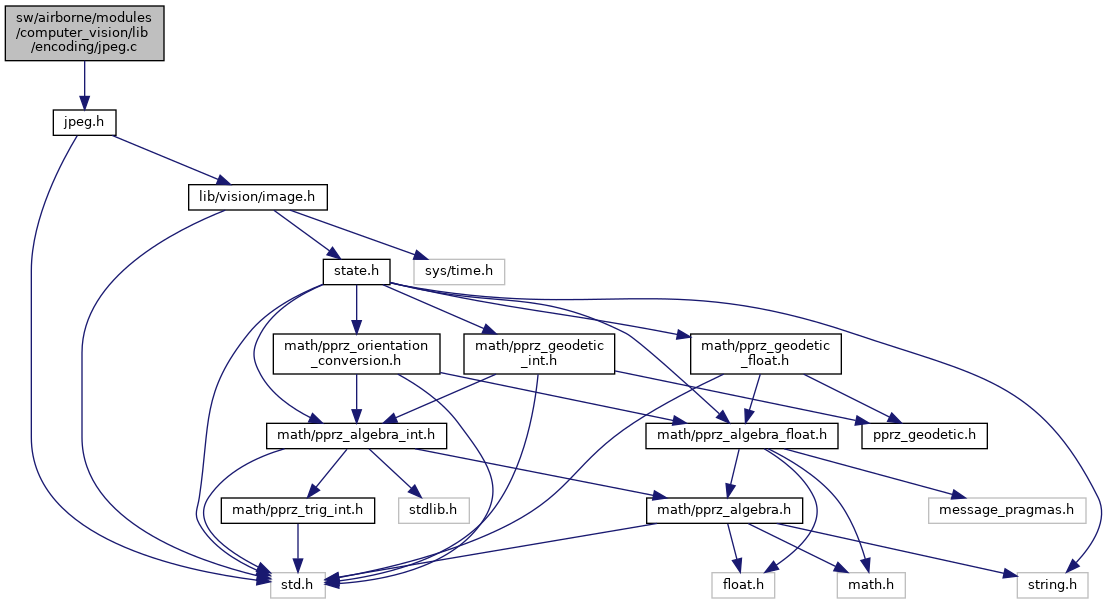 sw/airborne/modules
/computer_vision/lib
/encoding/jpeg.c
jpeg.h
lib/vision/image.h
state.h
sys/time.h
math/pprz_orientation
_conversion.h
math/pprz_geodetic
_int.h
math/pprz_geodetic
_float.h
math/pprz_algebra_int.h
math/pprz_algebra_float.h
pprz_geodetic.h
math/pprz_trig_int.h
stdlib.h
math/pprz_algebra.h
message_pragmas.h
std.h
float.h
math.h
string.h